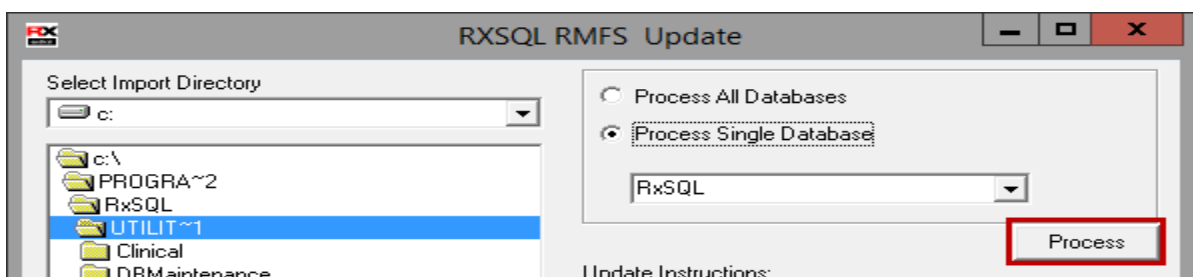 RX
RXSQL RMFS Update
Select Import Directory
c:
c:\
PROGRA~2
RxSQL
UTILIT~1
Clinical
DBMaintenance
Process All Databases
Process Single Database
RxSQL
Process
Update Instructions: